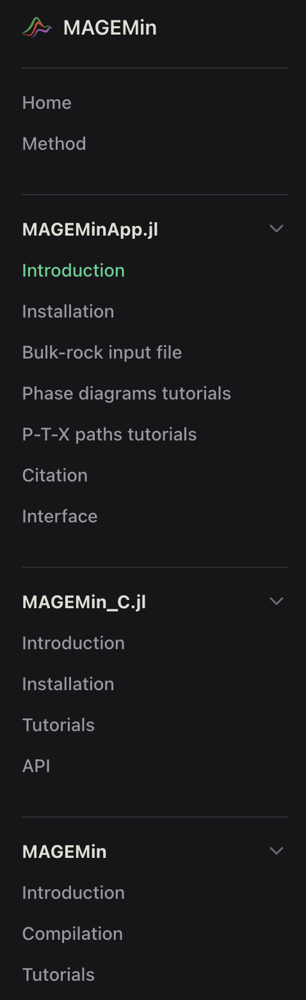 MAGEMin
Home
Method
MAGEMinApp.jl
Introduction
Installation
Bulk-rock input file
Phase diagrams tutorials
P-T-X paths tutorials
Citation
Interface
MAGEMin_C.jl
Introduction
Installation
Tutorials
API
MAGEMin
Introduction
Compilation
Tutorials